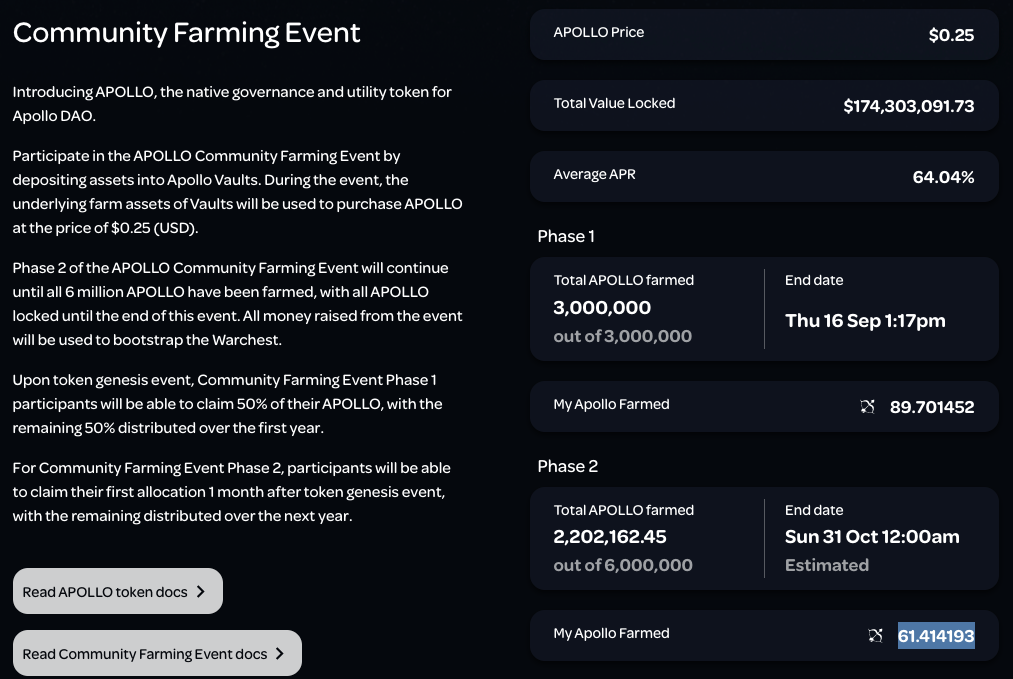 Community Farming Event
Introducing APOLLO, the native governance and utility token for
Apollo DAO.
Participate in the APOLLO Community Farming Event by
depositing assets into Apollo Vaults. During the event, the
underlying farm assets of Vaults will be used to purchase APOLLO
at the price of $0.25 (USD).
Phase 2 of the APOLLO Community Farming Event will continue
until all 6 million APOLLO have been farmed, with all APOLLO
locked until the end of this event. All money raised from the event
will be used to bootstrap the Warchest.
Upon token genesis event, Community Farming Event Phase 1
participants will be able to claim 50% of their APOLLO, with the
remaining 50% distributed over the first year.
For Community Farming Event Phase 2, participants will be able
to claim their first allocation 1 month after token genesis event,
with the remaining distributed over the next year.
Read APOLLO token docs
Read Community Farming Event docs
APOLLO Price
$0.25
Total Value Locked
$174,303,091.73
Average APR
64.04%
Phase 1
Total APOLLO farmed
3,000,000
out of 3,000,000
End date
Thu 16 Sep 1:17pm
My Apollo Farmed
89.701452
Phase 2
Total APOLLO farmed
2,202,162.45
out of 6,000,000
End date
Sun 31 Oct 12:00am
Estimated
My Apollo Farmed
61.414193